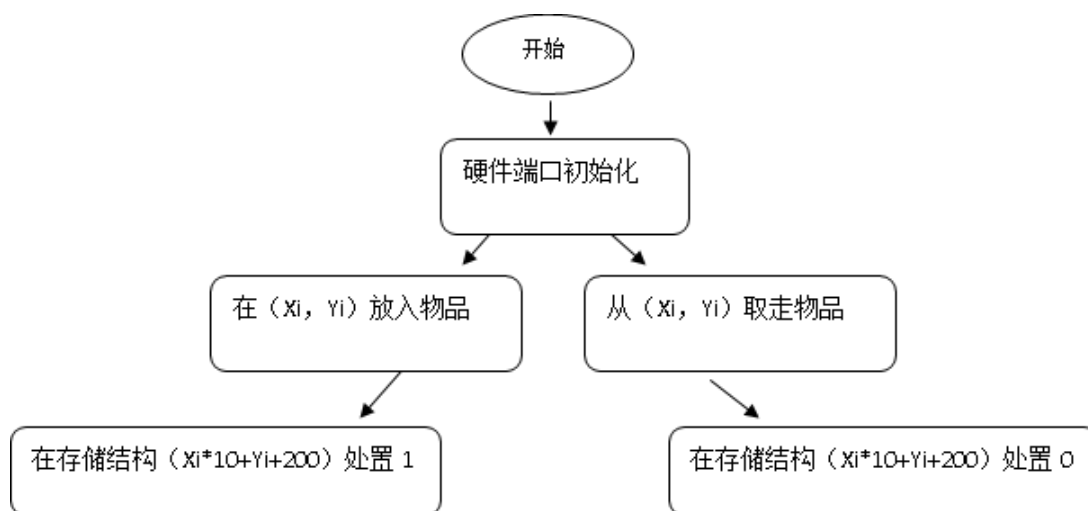 开始
硬件端口初始化
在（Xi，Yi）放入物品
从（Xi，Yi）取走物品
在存储结构（Xi*10+Yi+200）处置 1
在存储结构（Xi*10+Yi+200）处置 0